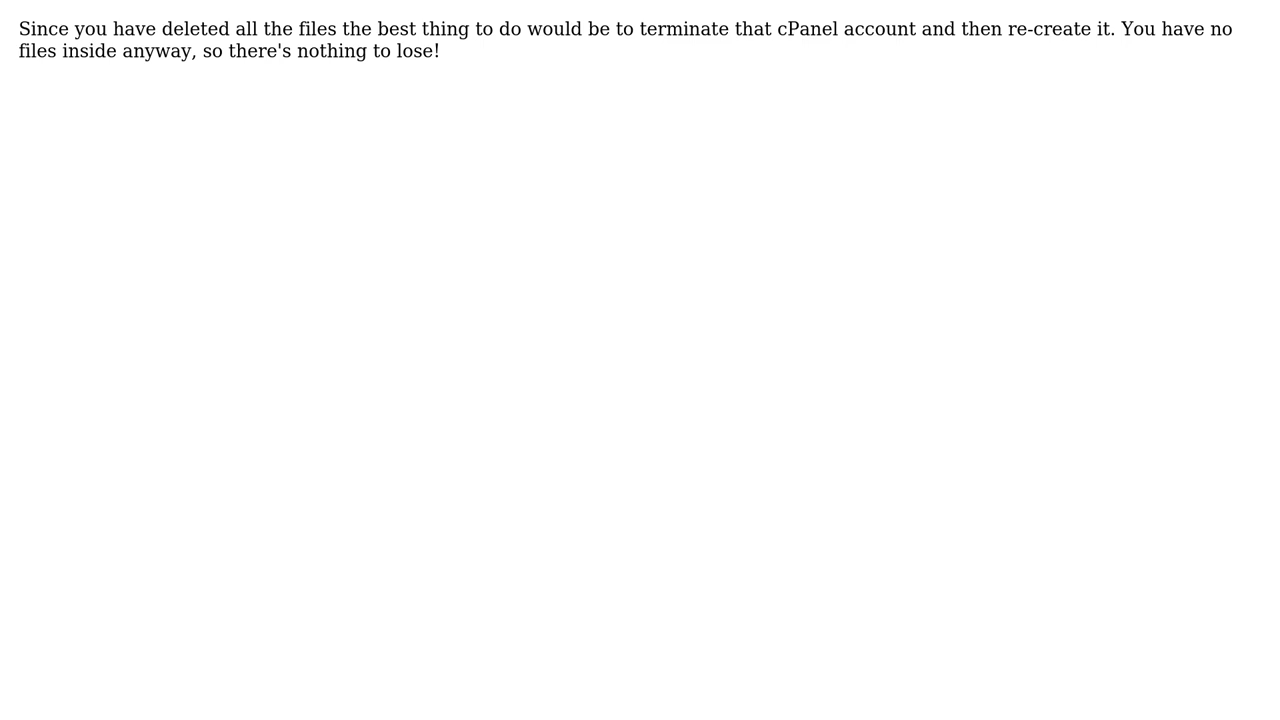 Since you have deleted all the files the best thing to do would be to terminate that cPanel account and then re-create it. You have no
files inside anyway, so there's nothing to lose!